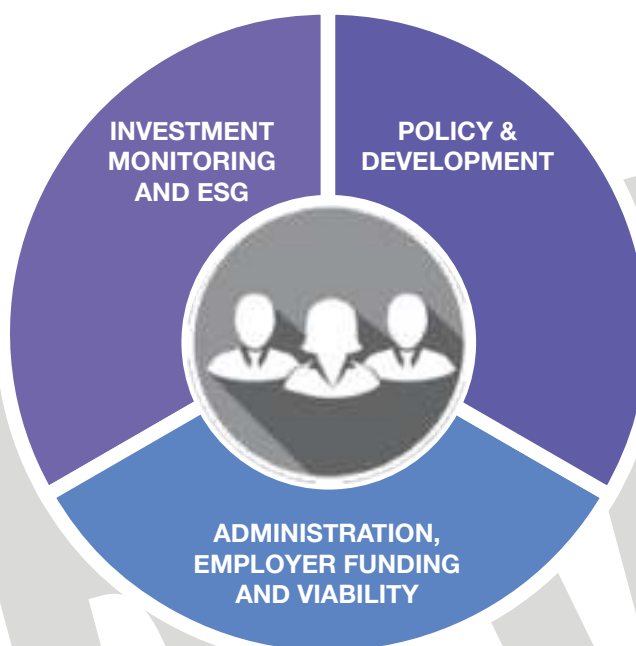 INVESTMENT
MONITORING
AND ESG
POLICY &
DEVELOPMENT
ADMINISTRATION,
EMPLOYER FUNDING
AND VIABILITY